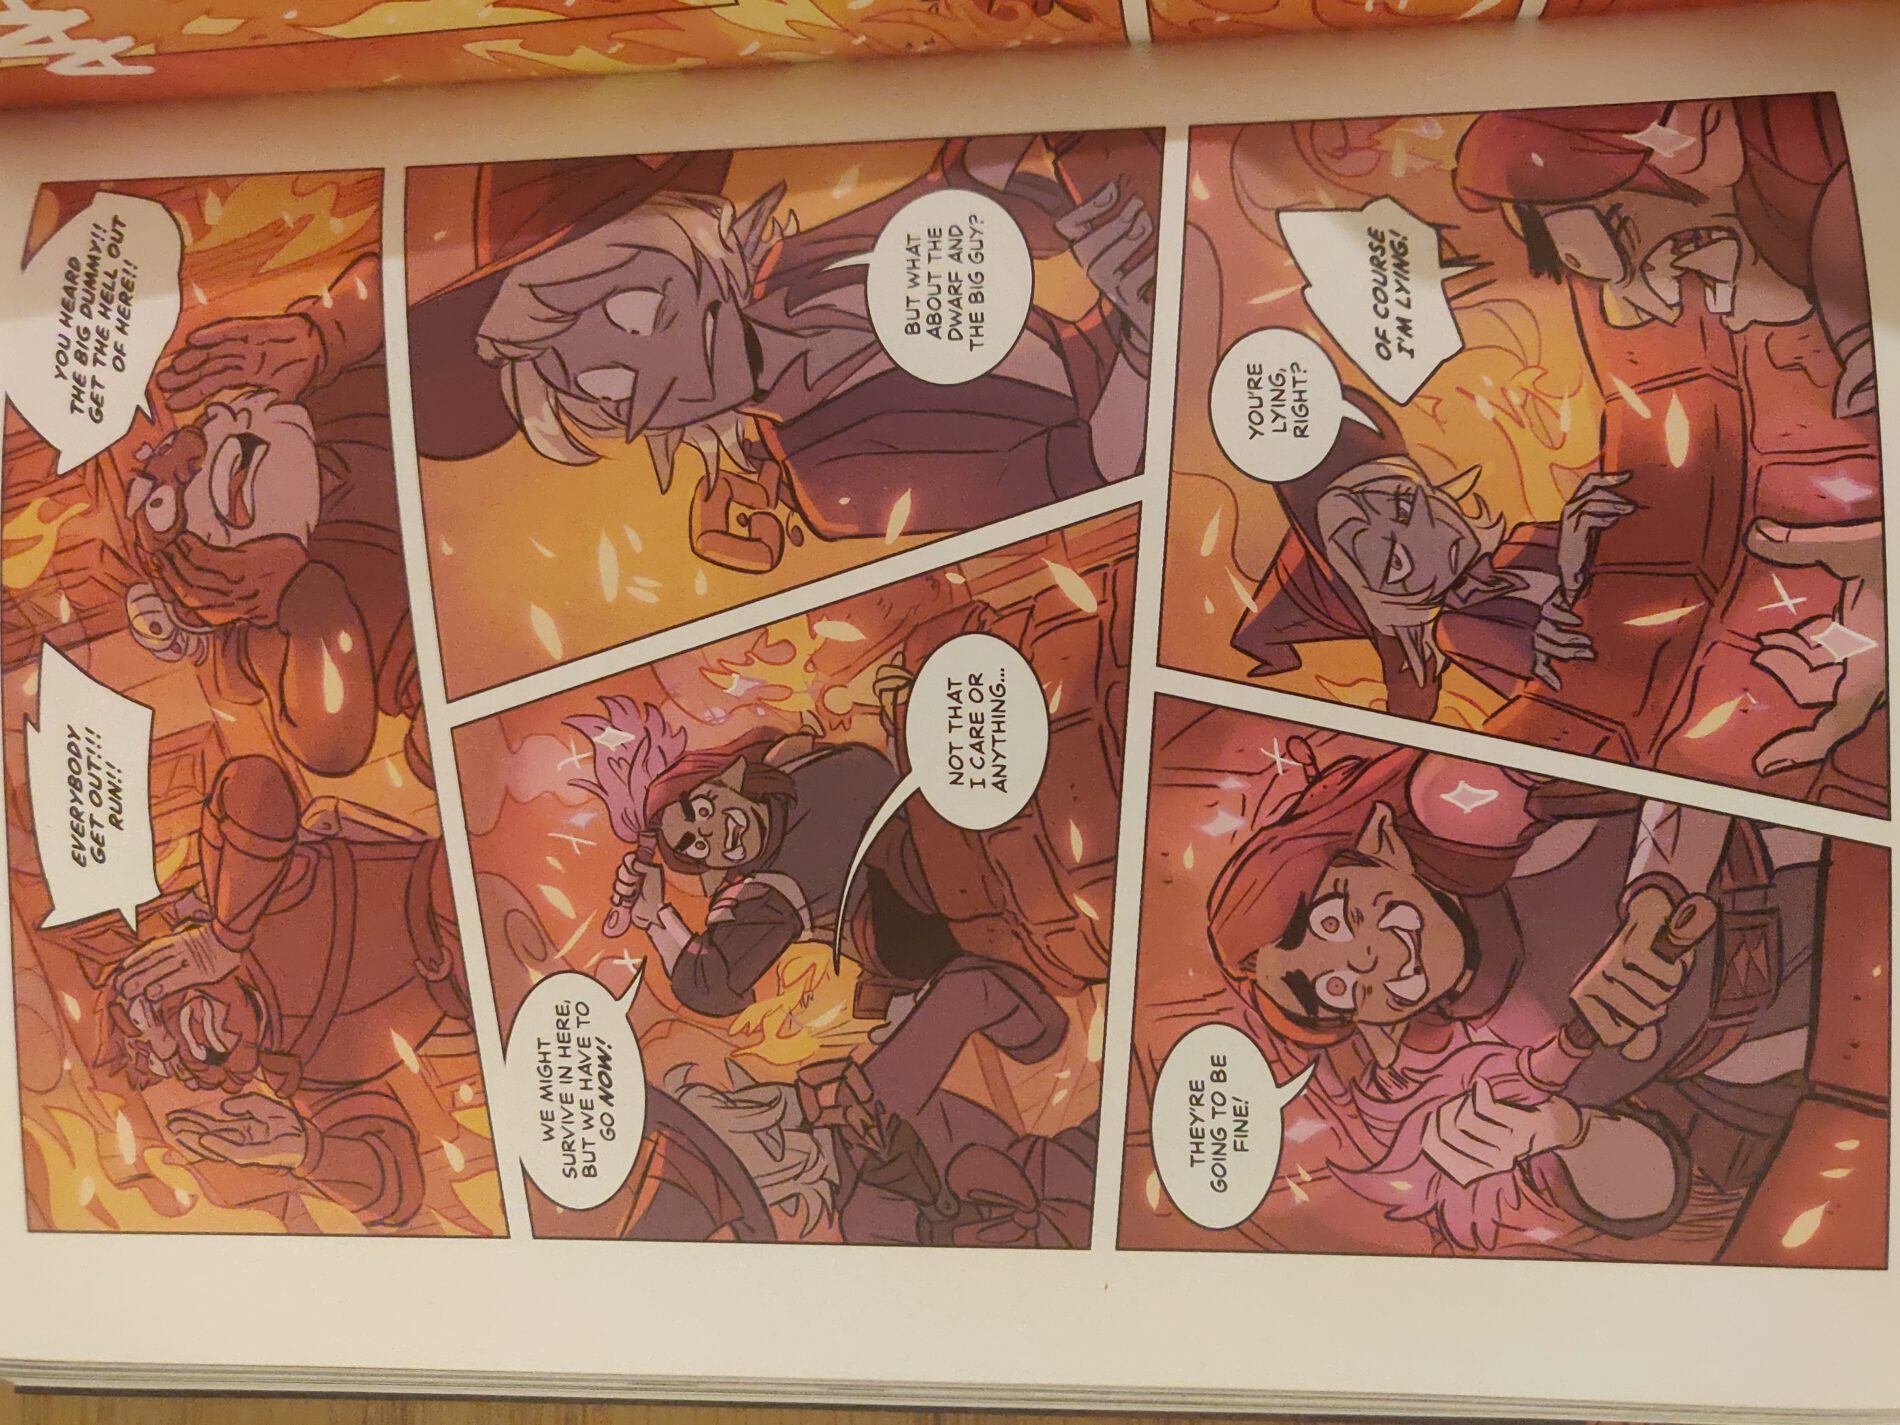 EVERYBODY
GET OUT!!!
RUN!!!
YOU HEARD
THE BIG DUMMY!!
GET THE HELL OUT
OF HERE!!!
WE MIGHT
SURVIVE IN HERE,
BUT WE HAVE TO
GO NOW!
NOT THAT
I CARE OR
ANYTHING...
BUT WHAT
ABOUT THE
DWARF AND
THE BIG GUY?
THEY'RE
GOING TO BE
FINE!
YOU'RE
LYING,
RIGHT?
OF COURSE
I'M LYING!